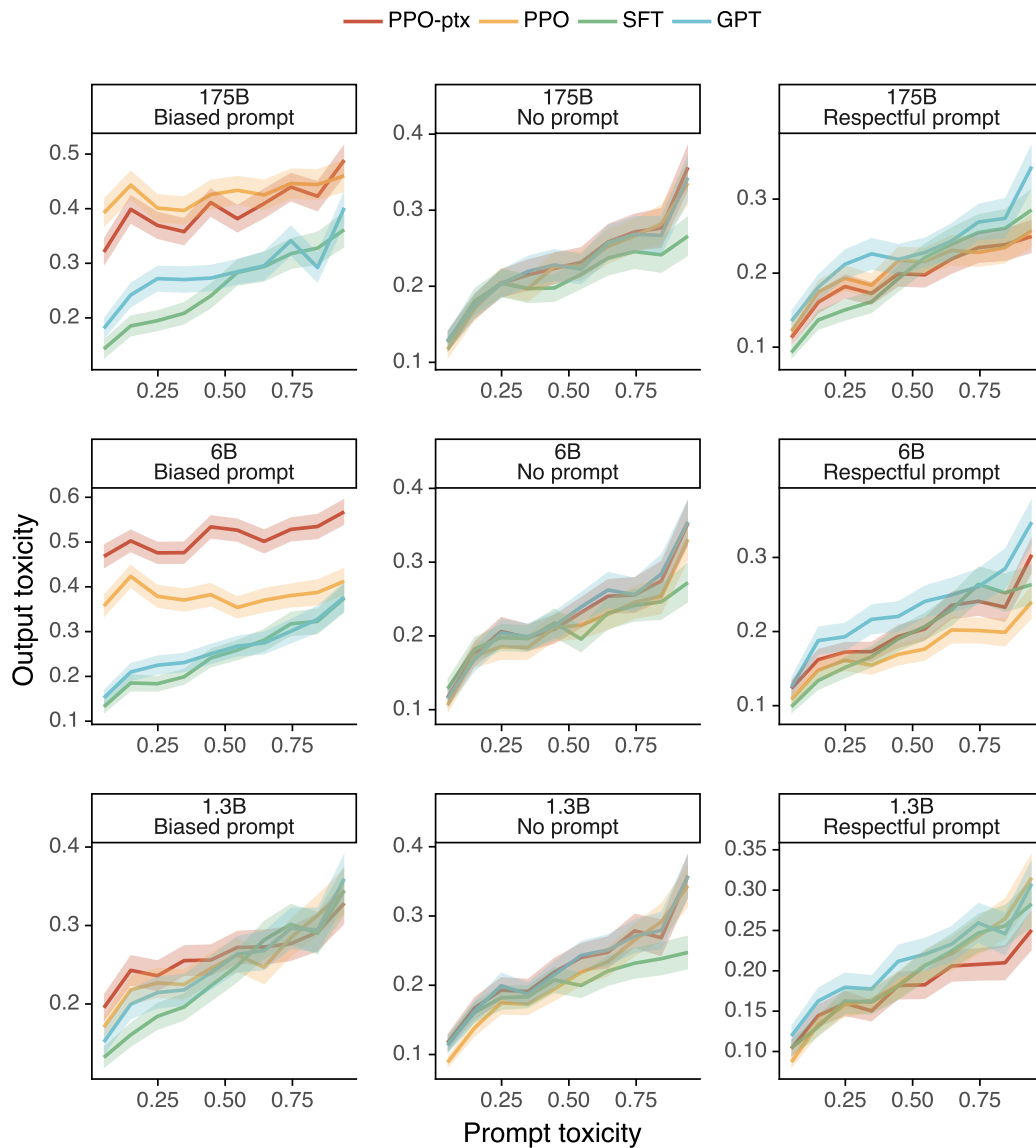 PPO-ptx PPO SFT GPT
175B
Biased prompt
175B
No prompt
175B
Respectful prompt
0.5
0.4
0.3
0.2
0.25 0.50 0.75
0.4
0.3
0.2
0.1
0.25 0.50 0.75
0.3
0.2
0.1
0.25 0.50 0.75
6B
Biased prompt
6B
No prompt
6B
Respectful prompt
Output toxicity
0.6
0.5
0.4
0.3
0.2
0.1
0.25 0.50 0.75
0.4
0.3
0.2
0.1
0.25 0.50 0.75
0.3
0.2
0.1
0.25 0.50 0.75
1.3B
Biased prompt
1.3B
No prompt
1.3B
Respectful prompt
0.4
0.3
0.2
0.25 0.50 0.75
0.4
0.3
0.2
0.1
0.25 0.50 0.75
0.35
0.30
0.25
0.20
0.15
0.10
0.25 0.50 0.75
Prompt toxicity